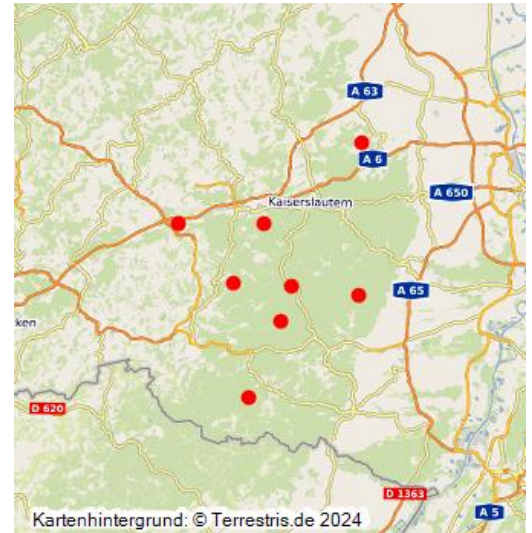 A 63
A 6
A 650
Kaiserslautern
A 65
ken
D 620
D 1363
A 5
Kartenhintergrund: © Terrestris.de 2024